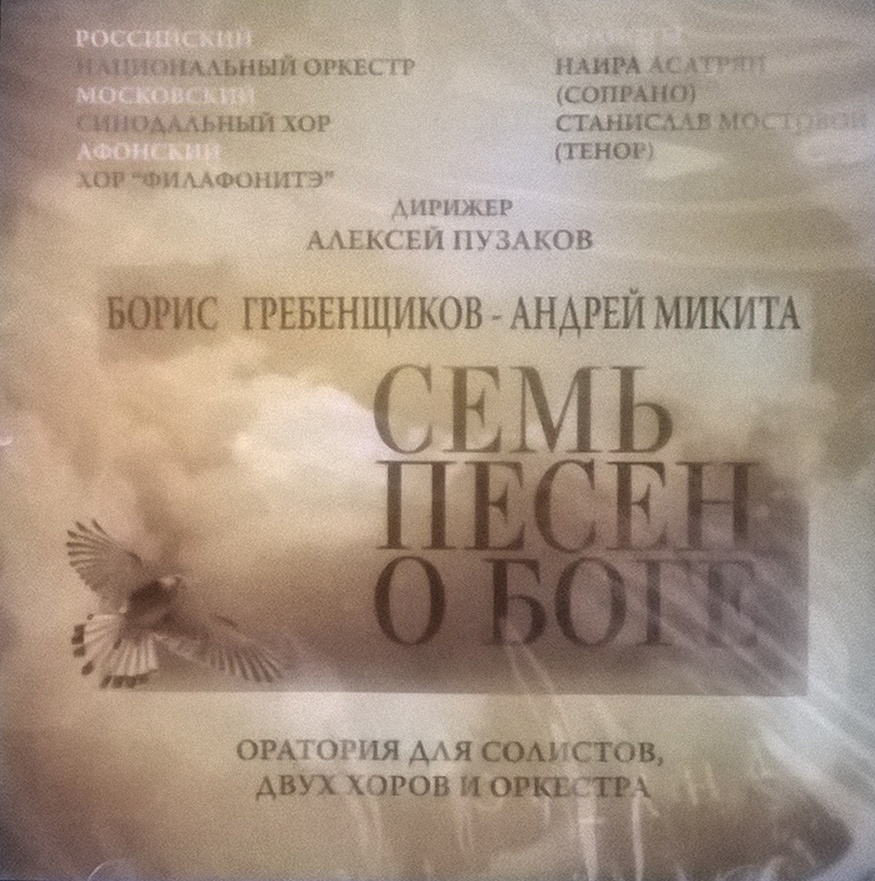 РОССИЙСКИЙ
НАЦИОНАЛЬНЫЙ ОРКЕСТР
МОСКОВСКИЙ
СИНОДАЛЬНЫЙ ХОР
АФОНСКИЙ
ХОР "ФИЛАФОНИТЭ"
СОЛИСТЫ
НАИРА АСАТРЯН
(СОПРАНО)
СТАНИСЛАВ МОСТОВОЙ
(ТЕНОР)
ДИРИЖЕР
АЛЕКСЕЙ ПУЗАКОВ
БОРИС ГРЕБЕНЩИКОВ - АНДРЕЙ МИКИТА
СЕМЬ
ПЕСЕН
О БОГЕ
ОРАТОРИЯ ДЛЯ СОЛИСТОВ,
ДВУХ ХОРОВ И ОРКЕСТРА